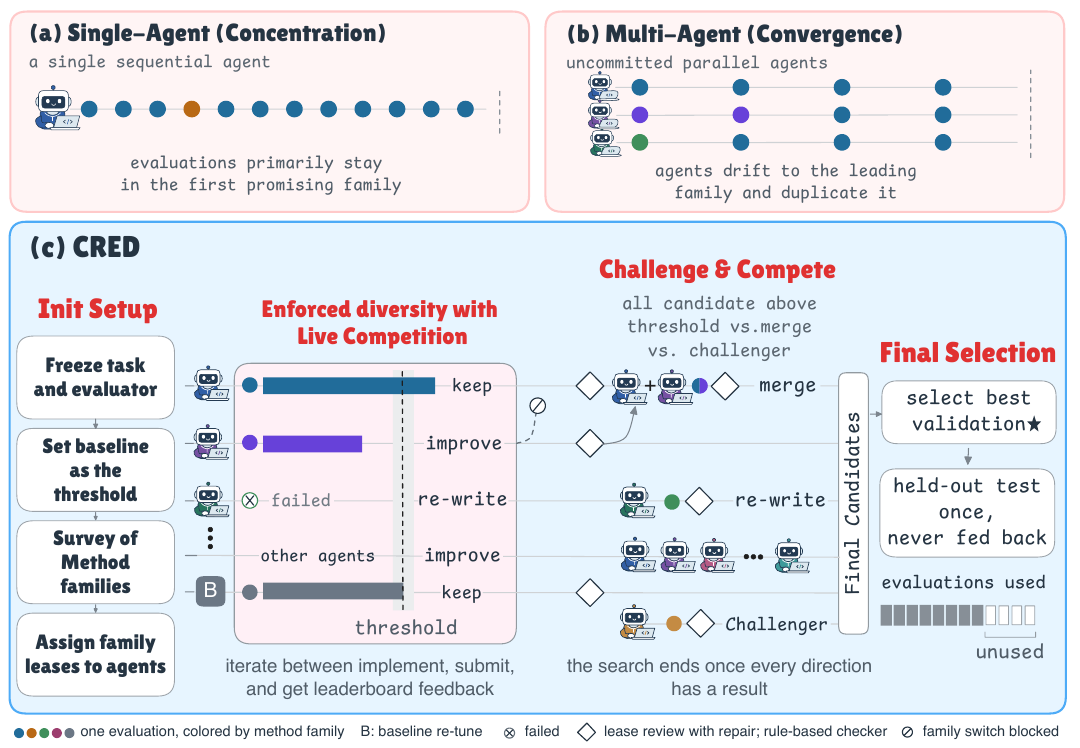 (a) Single-Agent (Concentration)
a single sequential agent
evaluations primarily stay
in the first promising family
(b) Multi-Agent (Convergence)
uncommitted parallel agents
agents drift to the leading
family and duplicate it
(c) CRED
Init Setup
Freeze task
and evaluator
Set baseline
as the
threshold
Survey of
Method
families
Assign family
leases to agents
Enforced diversity with
Live Competition
keep
improve
failed
re-write
other agents
improve
B
keep
threshold
iterate between implement, submit,
and get leaderboard feedback
Challenge & Compete
all candidate above
threshold vs.merge
vs. challenger
+
merge
re-write
Challenger
the search ends once every direction
has a result
Final Candidates
Final Selection
select best
validation★
held-out test
once,
never fed back
evaluations used
unused
one evaluation, colored by method family
B: baseline re-tune
failed
lease review with repair; rule-based checker
family switch blocked